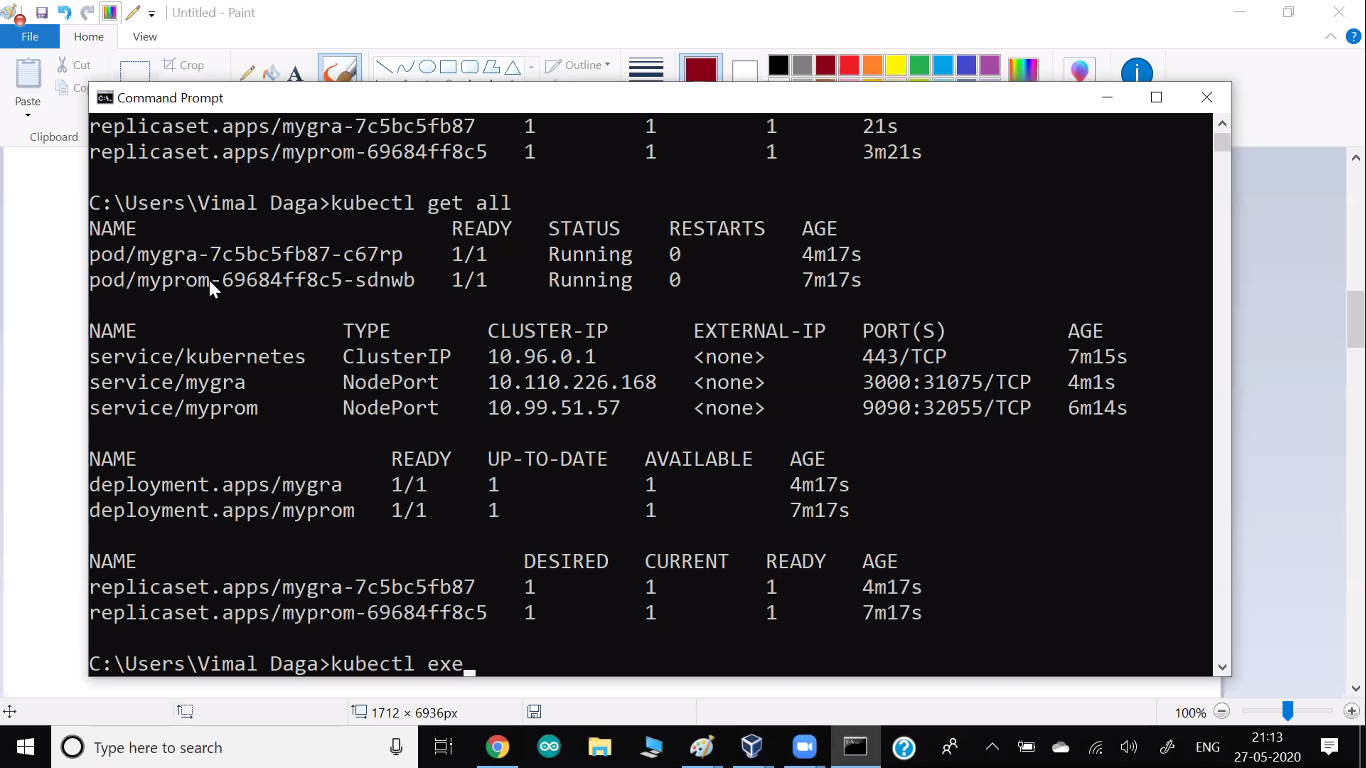 Untitled - Paint
File Home View
Cut
Crop
Outline
Paste
Clipboard
Command Prompt
replicaset.apps/mygra-7c5bc5fb87 1 1 1 21s
replicaset.apps/myprom-69684ff8c5 1 1 1 3m21s
C:\Users\Vimal Daga>kubectl get all
NAME READY STATUS RESTARTS AGE
pod/mygra-7c5bc5fb87-c67rp 1/1 Running 0 4m17s
pod/myprom-69684ff8c5-sdnwb 1/1 Running 0 7m17s
NAME TYPE CLUSTER-IP EXTERNAL-IP PORT(S) AGE
service/kubernetes ClusterIP 10.96.0.1 <none> 443/TCP 7m15s
service/mygra NodePort 10.110.226.168 <none> 3000:31075/TCP 4m1s
service/myprom NodePort 10.99.51.57 <none> 9090:32055/TCP 6m14s
NAME READY UP-TO-DATE AVAILABLE AGE
deployment.apps/mygra 1/1 1 1 4m17s
deployment.apps/myprom 1/1 1 1 7m17s
NAME DESIRED CURRENT READY AGE
replicaset.apps/mygra-7c5bc5fb87 1 1 1 4m17s
replicaset.apps/myprom-69684ff8c5 1 1 1 7m17s
C:\Users\Vimal Daga>kubectl exe
1712 × 6936px
100%
Type here to search
ENG
21:13
27-05-2020